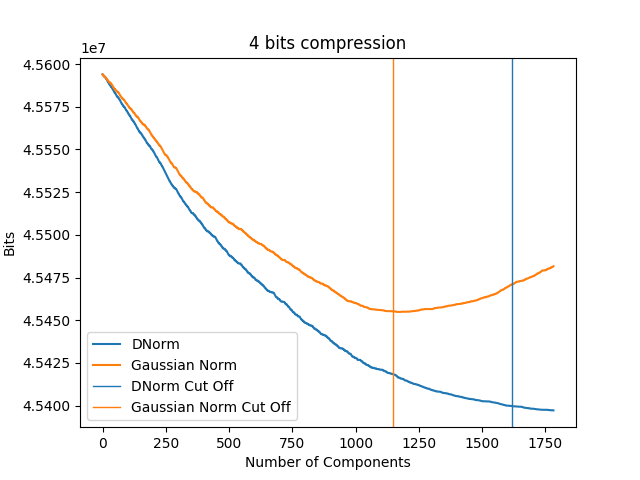 4 bits compression
1e7
4.5600
4.5575
4.5550
4.5525
4.5500
4.5475
4.5450
4.5425
4.5400
Bits
DNorm
Gaussian Norm
DNorm Cut Off
Gaussian Norm Cut Off
0 250 500 750 1000 1250 1500 1750
Number of Components